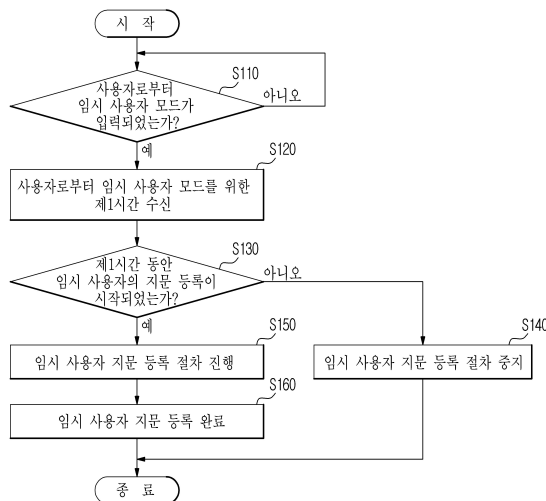 시 작
S110
사용자로부터
임시 사용자 모드가
입력되었는가?
아니오
예
S120
사용자로부터 임시 사용자 모드를 위한
제1시간 수신
S130
제1시간 동안
임시 사용자의 지문 등록이
시작되었는가?
아니오
예
S150
임시 사용자 지문 등록 절차 진행
S140
임시 사용자 지문 등록 절차 중지
S160
임시 사용자 지문 등록 완료
종 료